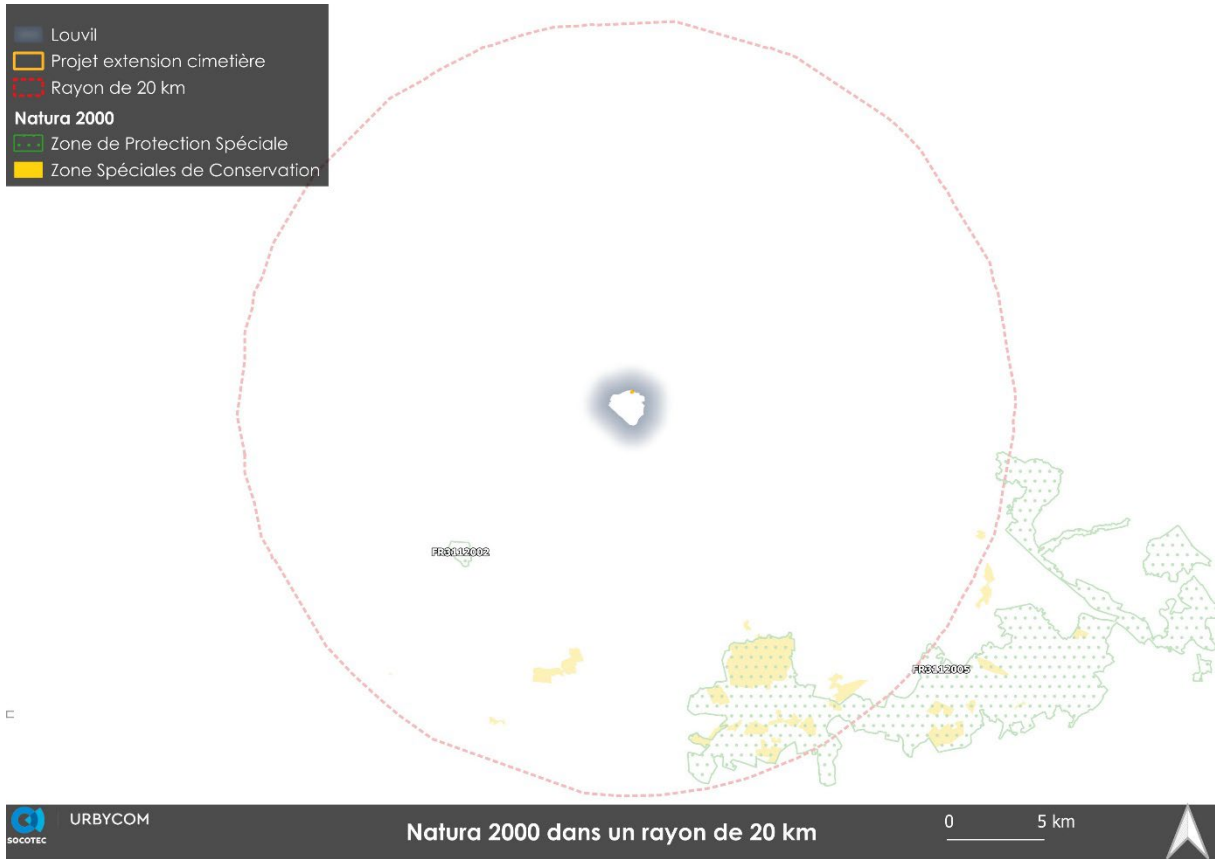 Louvil
Projet extension cimetière
Rayon de 20 km
Natura 2000
Zone de Protection Spéciale
Zone Spéciales de Conservation
FR3112002
FR3112005
SOCOTEC
URBYCOM
Natura 2000 dans un rayon de 20 km
0 5 km